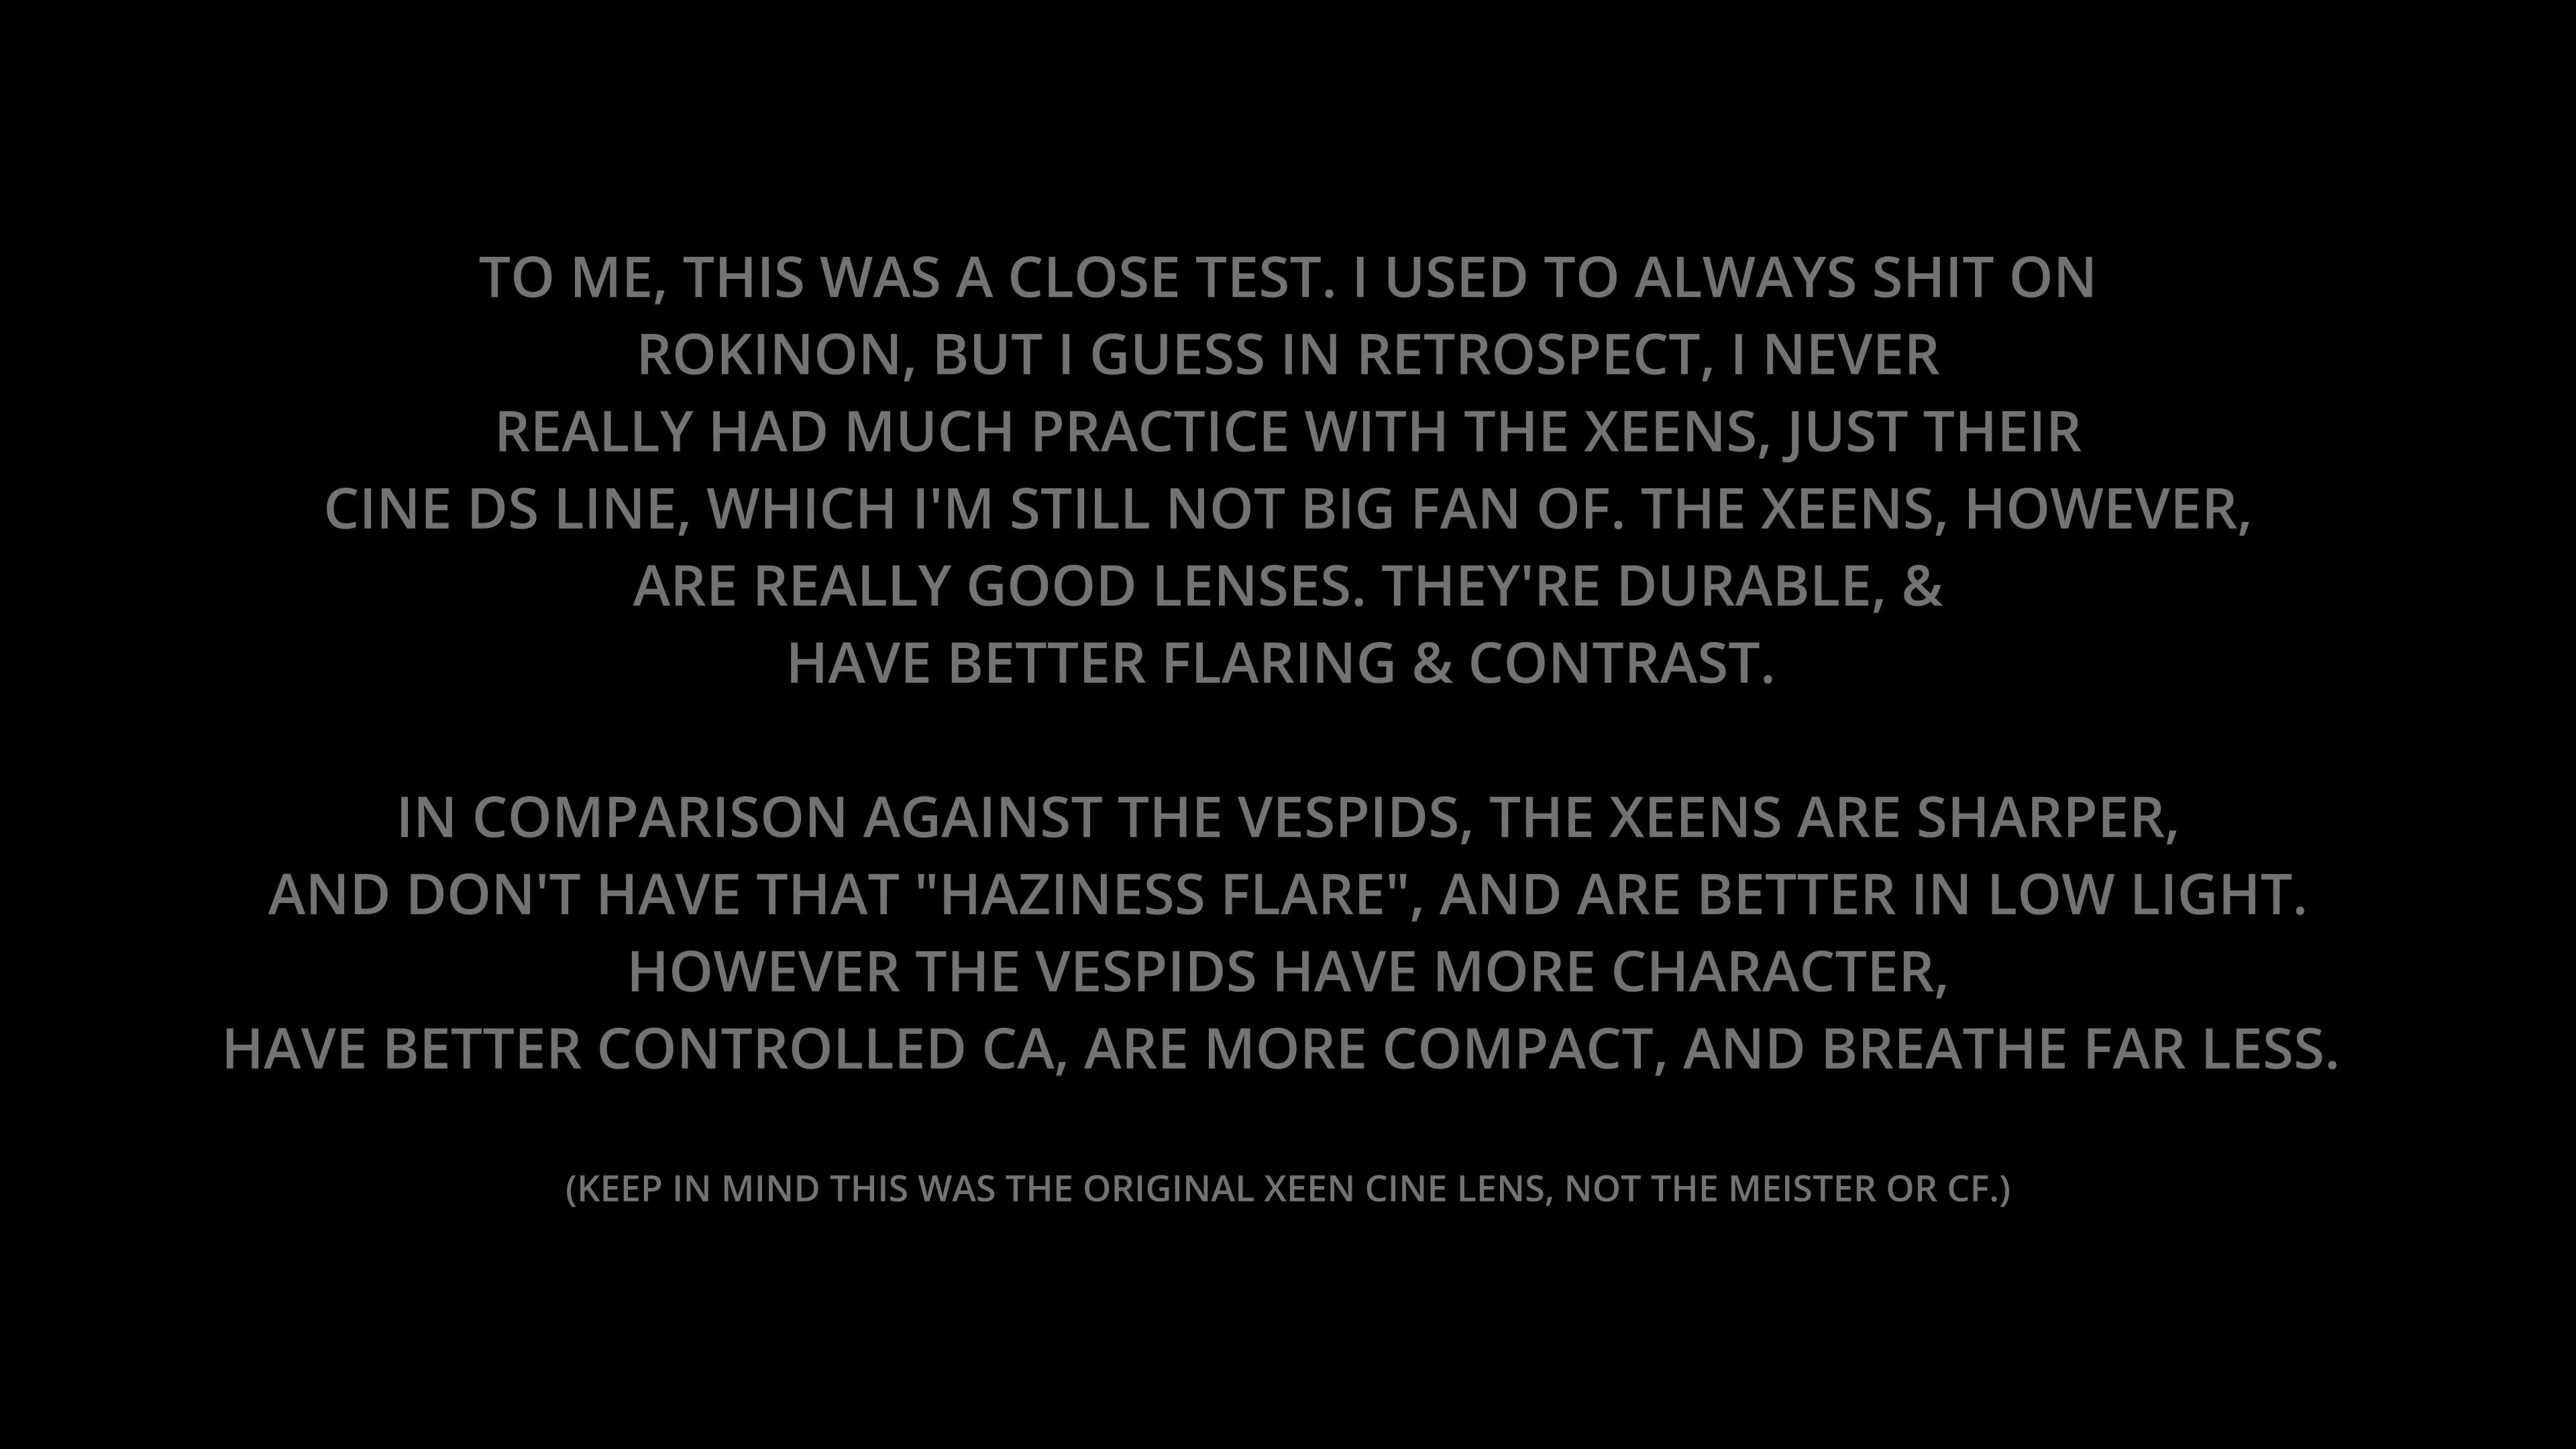 TO ME, THIS WAS A CLOSE TEST. I USED TO ALWAYS SHIT ON
ROKINON, BUT I GUESS IN RETROSPECT, I NEVER
REALLY HAD MUCH PRACTICE WITH THE XEENS, JUST THEIR
CINE DS LINE, WHICH I'M STILL NOT BIG FAN OF. THE XEENS, HOWEVER,
ARE REALLY GOOD LENSES. THEY'RE DURABLE, &
HAVE BETTER FLARING & CONTRAST.
IN COMPARISON AGAINST THE VESPIDS, THE XEENS ARE SHARPER,
AND DON'T HAVE THAT "HAZINESS FLARE", AND ARE BETTER IN LOW LIGHT.
HOWEVER THE VESPIDS HAVE MORE CHARACTER,
HAVE BETTER CONTROLLED CA, ARE MORE COMPACT, AND BREATHE FAR LESS.
(KEEP IN MIND THIS WAS THE ORIGINAL XEEN CINE LENS, NOT THE MEISTER OR CF.)